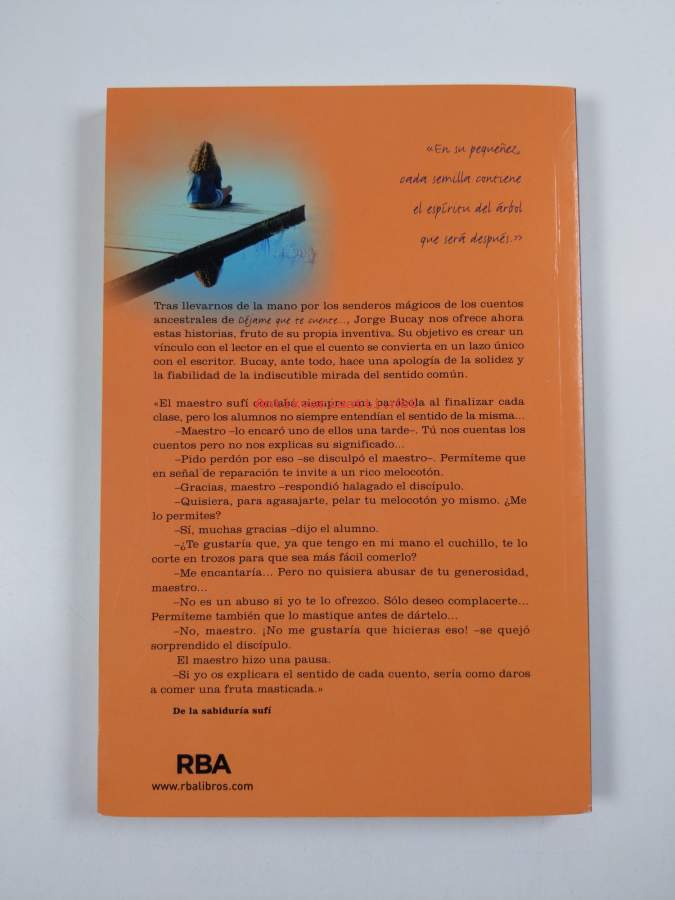 «En su pequeñez,
cada semilla contiene
el espíritu del árbol
que será después.»
Tras llevarnos de la mano por los senderos mágicos de los cuentos
ancestrales de Déjame que te cuente..., Jorge Bucay nos ofrece ahora
estas historias, fruto de su propia inventiva. Su objetivo es crear un
vínculo con el lector en el que el cuento se convierta en un lazo único
con el escritor. Bucay, ante todo, hace una apología de la solidez y
la fiabilidad de la indiscutible mirada del sentido común.
«El maestro sufí contaba siempre una parábola al finalizar cada
clase, pero los alumnos no siempre entendían el sentido de la misma...
–Maestro –lo encaró uno de ellos una tarde–. Tú nos cuentas los
cuentos pero no nos explicas su significado...
–Pido perdón por eso –se disculpó el maestro–. Permíteme que
en señal de reparación te invite a un rico melocotón.
–Gracias, maestro –respondió halagado el discípulo.
–Quisiera, para agasajarte, pelar tu melocotón yo mismo. ¿Me
lo permites?
–Sí, muchas gracias –dijo el alumno.
–¿Te gustaría que, ya que tengo en mi mano el cuchillo, te lo
corte en trozos para que sea más fácil comerlo?
–Me encantaría... Pero no quisiera abusar de tu generosidad,
maestro...
–No es un abuso si yo te lo ofrezco. Sólo deseo complacerte...
Permíteme también que lo mastique antes de dártelo...
–No, maestro. ¡No me gustaría que hicieras eso! –se quejó
sorprendido el discípulo.
El maestro hizo una pausa.
–Si yo os explicara el sentido de cada cuento, sería como daros
a comer una fruta masticada.»
De la sabiduría sufí
RBA
www.rbalibros.com